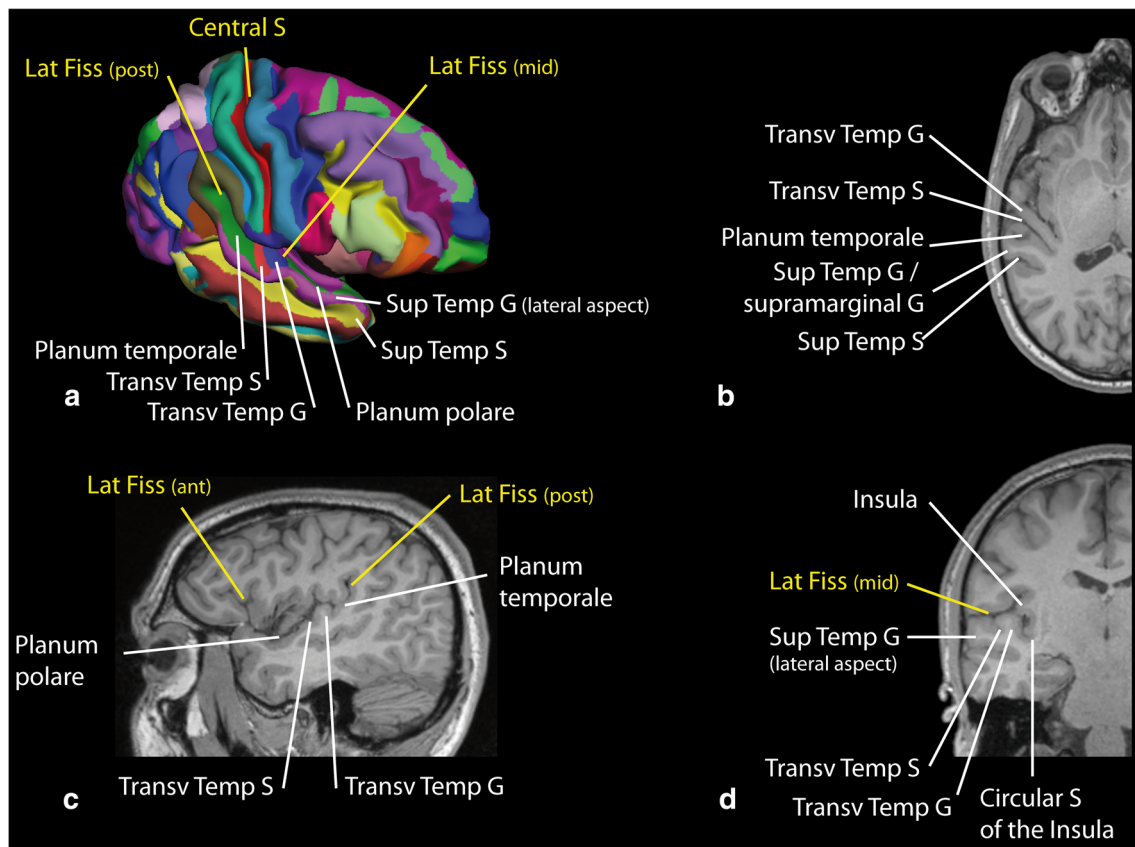 Central S
Lat Fiss (post)
Lat Fiss (mid)
Sup Temp G (lateral aspect)
Sup Temp S
Planum temporale
Transv Temp S
Transv Temp G
Planum polare
a
Transv Temp G
Transv Temp S
Planum temporale
Sup Temp G /
supramarginal G
Sup Temp S
b
Lat Fiss (ant)
Lat Fiss (post)
Planum
temporale
Planum
polare
Transv Temp S
Transv Temp G
c
Insula
Lat Fiss (mid)
Sup Temp G
(lateral aspect)
Transv Temp S
Transv Temp G
Circular S
of the Insula
d